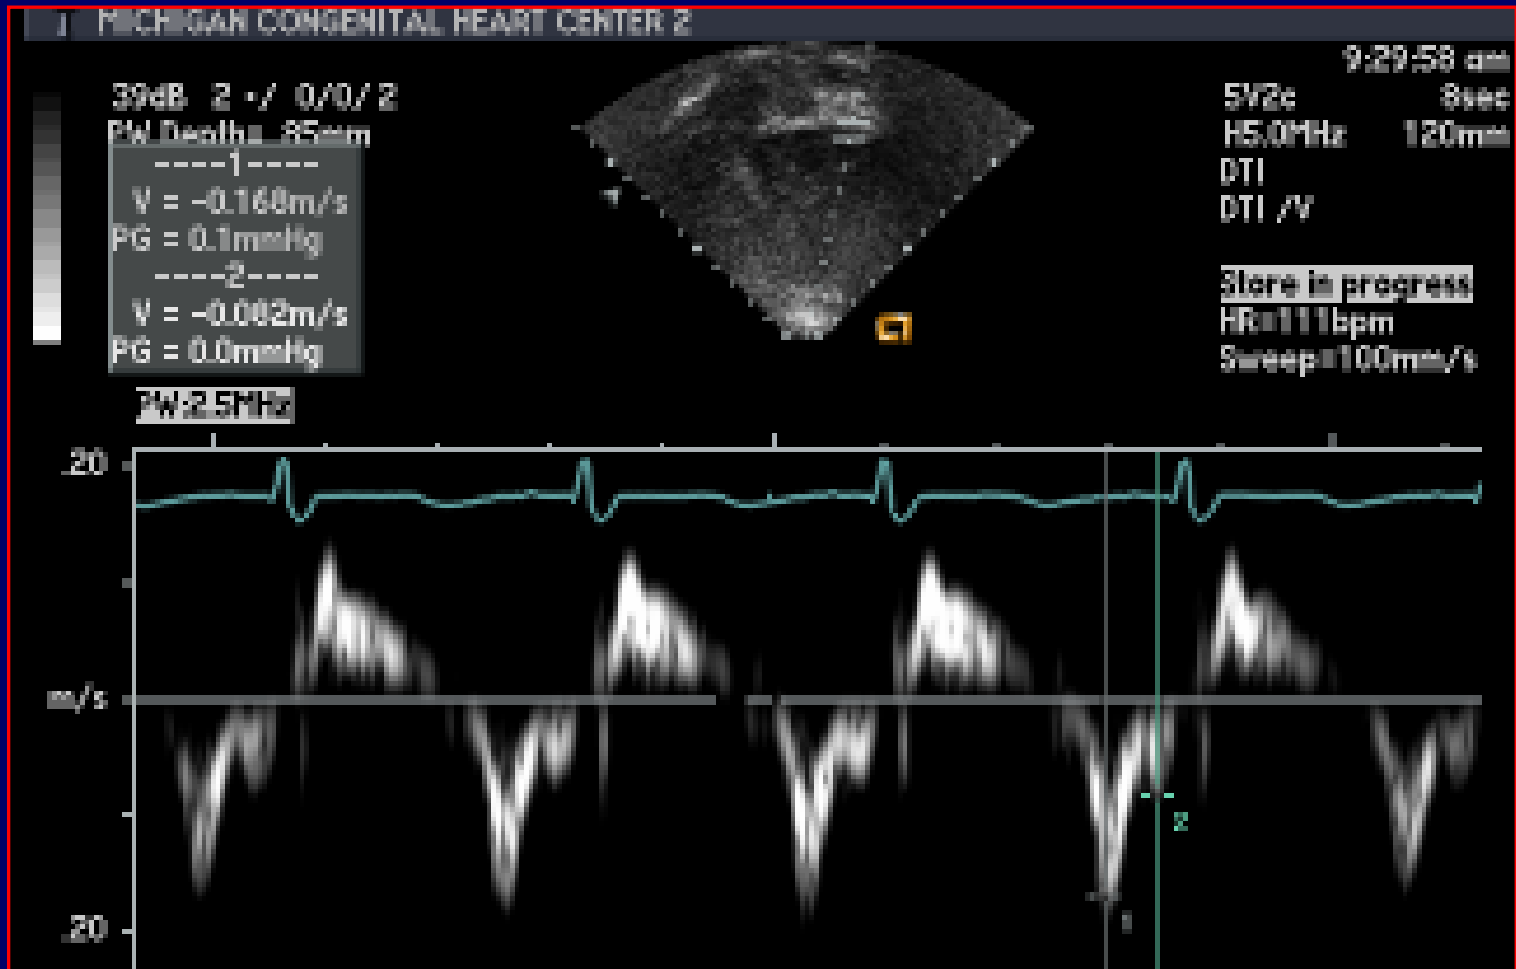 MICHIGAN CONGENITAL HEART CENTER 2
9:29:58 am
39dB 2 •/ 0/0/ 2
PW Depth= 85mm
----1----
V = -0.168m/s
PG = 0.1mmHg
----2----
V = -0.082m/s
PG = 0.0mmHg
PW:2.5MHz
5V2c 8sec
H5.0MHz 120mm
DTI
DTI /V
Store in progress
HR=111bpm
Sweep=100mm/s
.20
m/s
.20
1
2